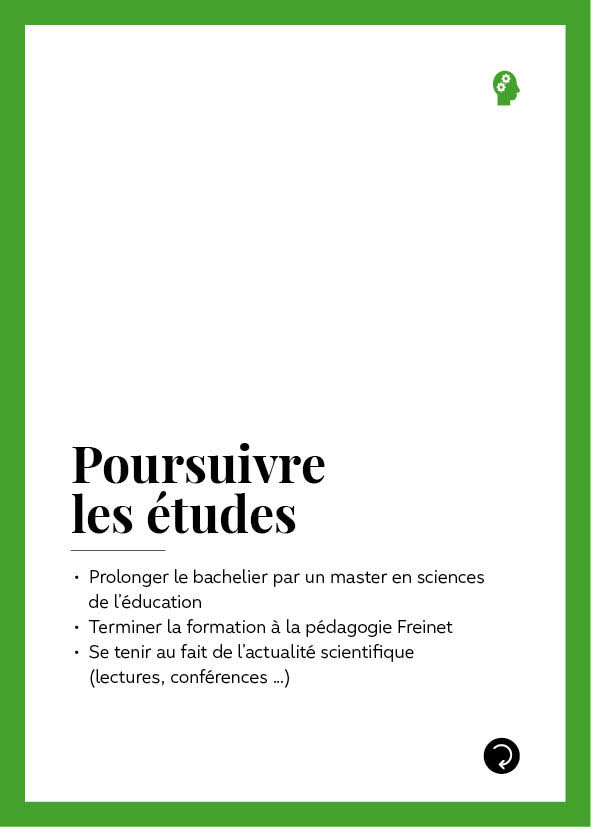 Poursuivre
les études
• Prolonger le bachelier par un master en sciences
de l’éducation
• Terminer la formation à la pédagogie Freinet
• Se tenir au fait de l’actualité scientifique
(lectures, conférences ...)